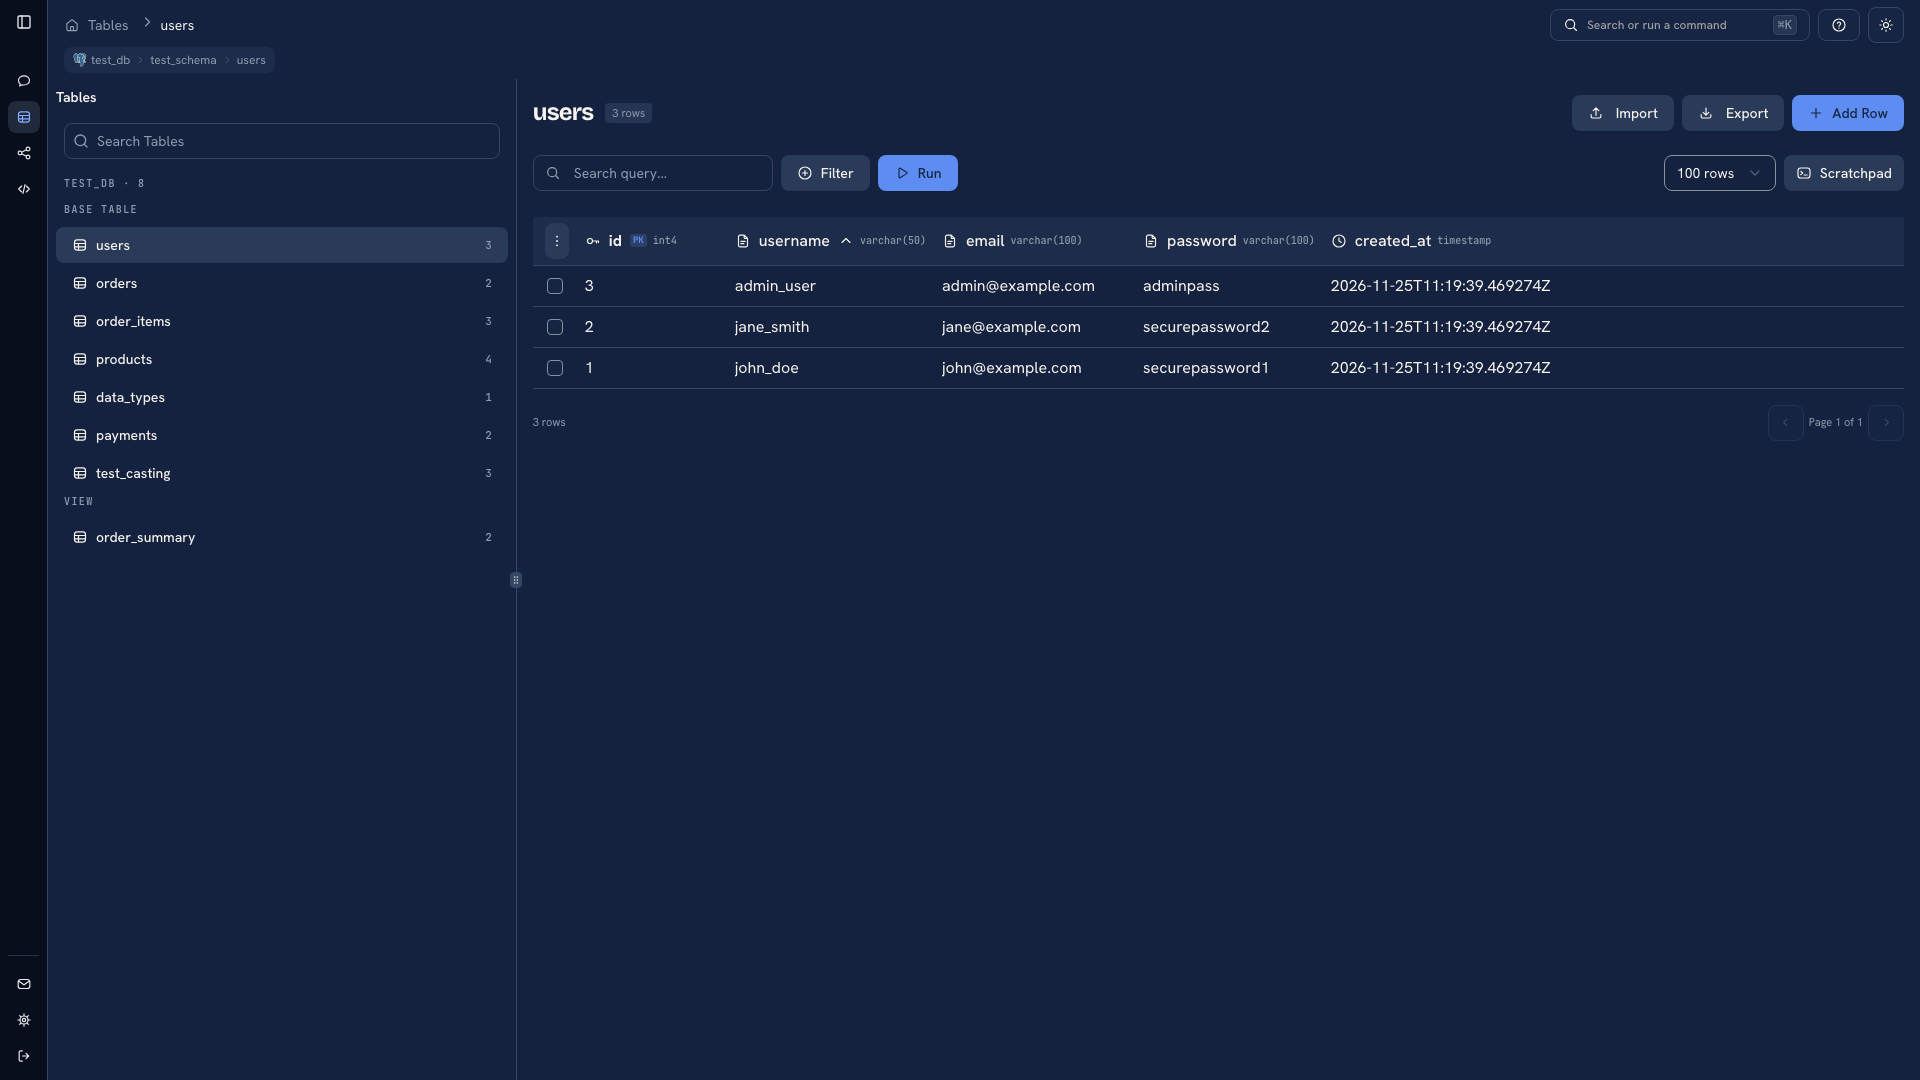 Tables > users
Search or run a command ⌘K
test_db > test_schema > users
Tables
Search Tables
TEST_DB · 8
BASE TABLE
users 3
orders 2
order_items 3
products 4
data_types 1
payments 2
test_casting 3
VIEW
order_summary 2
users 3 rows
Import Export Add Row
Search query... Filter Run
100 rows Scratchpad
id PK int4 username varchar(50) email varchar(100) password varchar(100) created_at timestamp
3 admin_user admin@example.com adminpass 2026-11-25T11:19:39.469274Z
2 jane_smith jane@example.com securepassword2 2026-11-25T11:19:39.469274Z
1 john_doe john@example.com securepassword1 2026-11-25T11:19:39.469274Z
3 rows Page 1 of 1